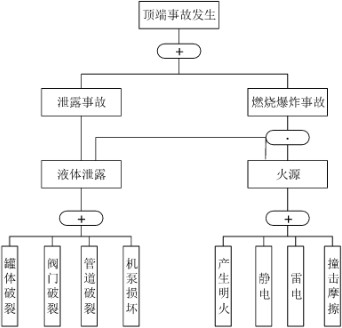 顶端事故发生
+
泄露事故
燃烧爆炸事故
·
液体泄露
火源
+
+
罐体破裂
阀门破裂
管道破裂
机泵损坏
产生明火
静电
雷电
撞击摩擦